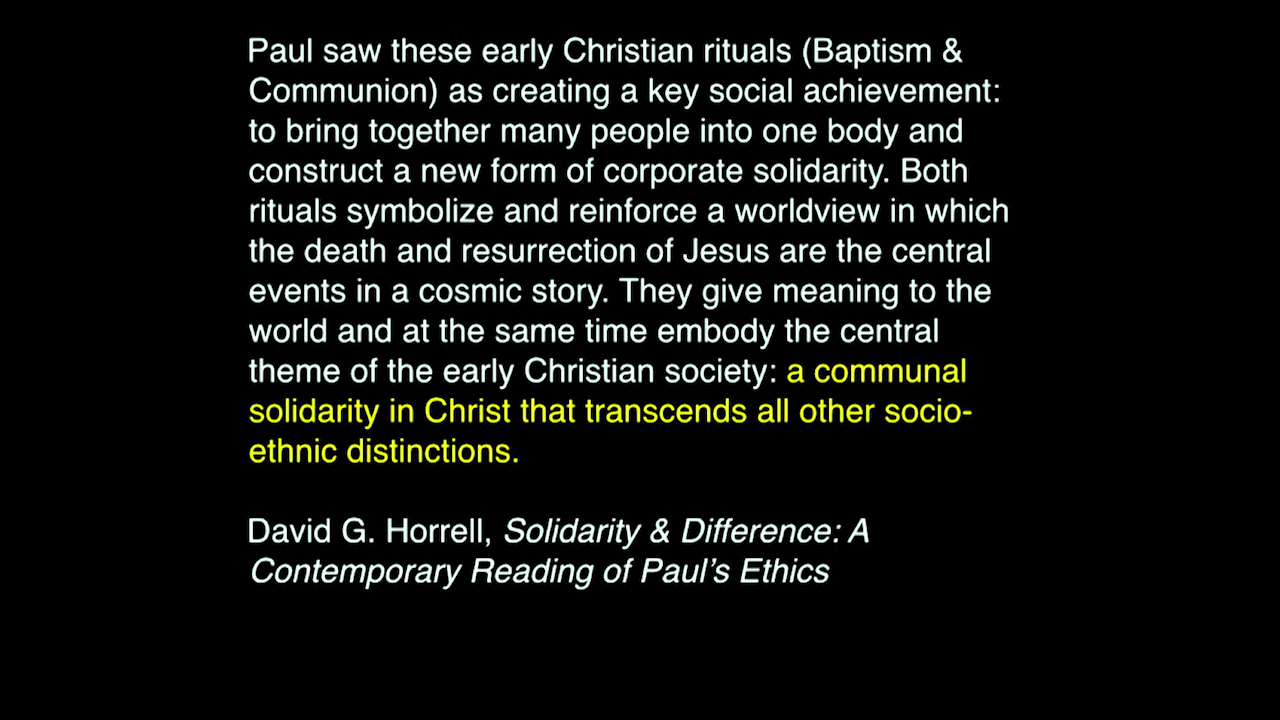 Paul saw these early Christian rituals (Baptism &
Communion) as creating a key social achievement:
to bring together many people into one body and
construct a new form of corporate solidarity. Both
rituals symbolize and reinforce a worldview in which
the death and resurrection of Jesus are the central
events in a cosmic story. They give meaning to the
world and at the same time embody the central
theme of the early Christian society: a communal
solidarity in Christ that transcends all other socio-
ethnic distinctions.
David G. Horrell, Solidarity & Difference: A
Contemporary Reading of Paul’s Ethics